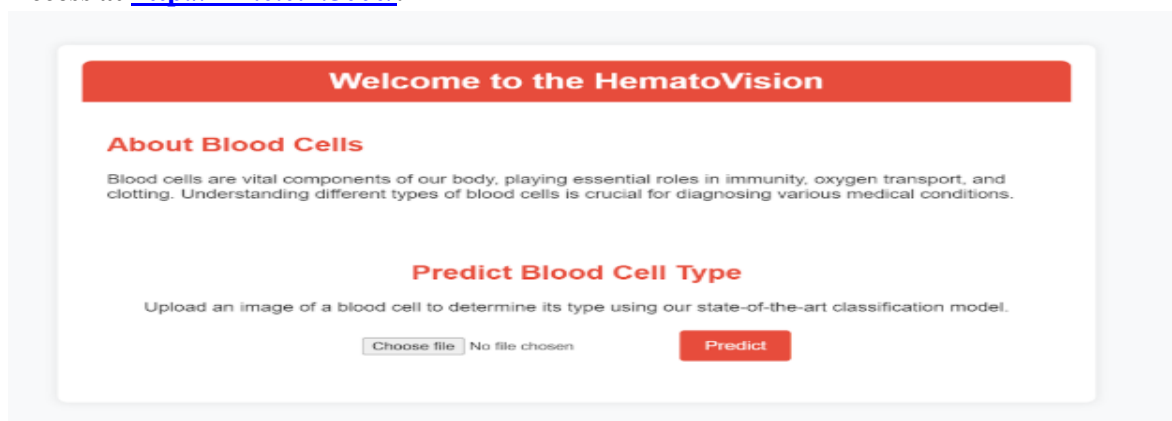 Welcome to the HematoVision
About Blood Cells
Blood cells are vital components of our body, playing essential roles in immunity, oxygen transport, and
clotting. Understanding different types of blood cells is crucial for diagnosing various medical conditions.
Predict Blood Cell Type
Upload an image of a blood cell to determine its type using our state-of-the-art classification model.
Choose file No file chosen Predict